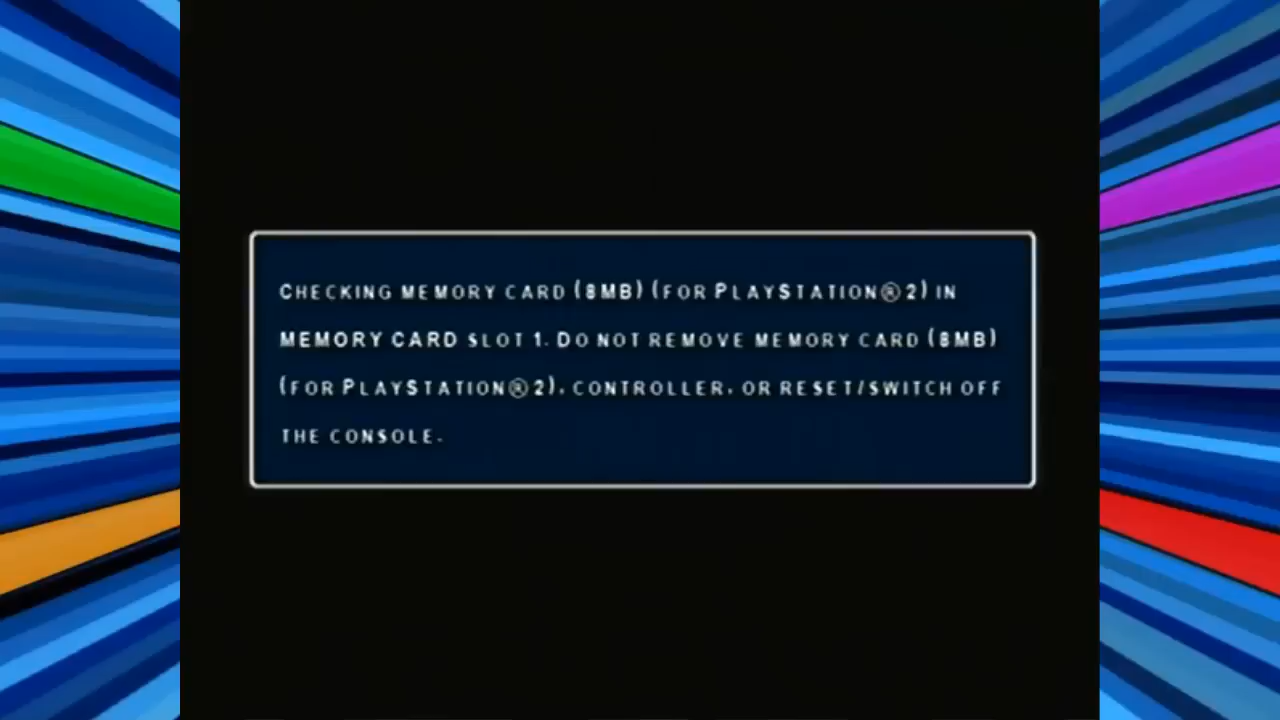 Checking memory card (8MB) (for PlayStation®2) in
MEMORY CARD slot 1. Do not remove memory card (8MB)
(for PlayStation®2), controller, or reset/switch off
the console.